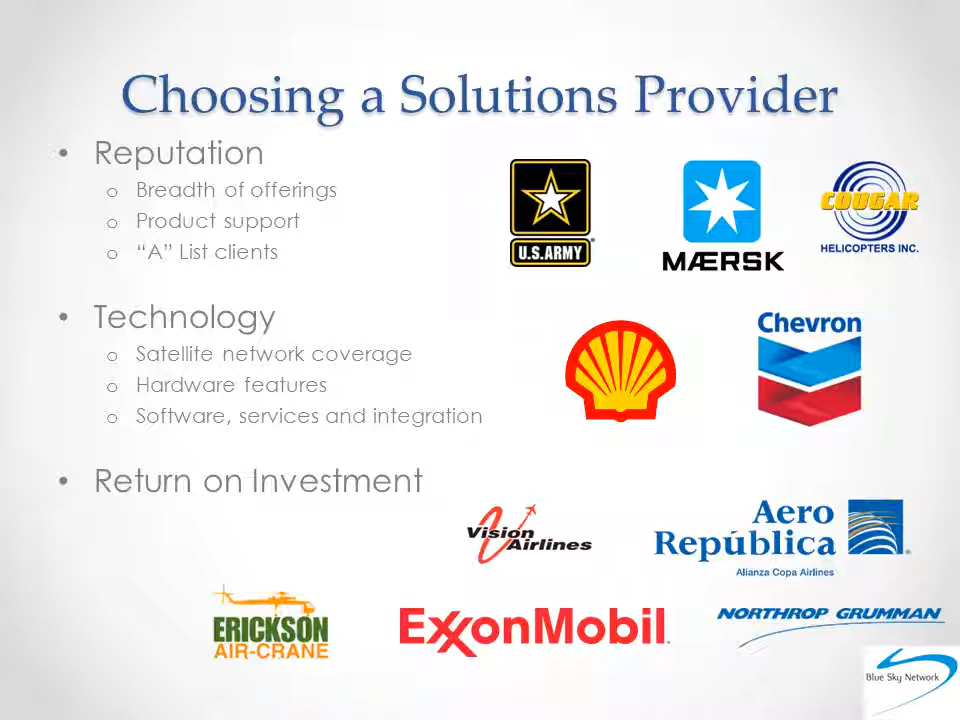 Choosing a Solutions Provider
• Reputation
o Breadth of offerings
o Product support
o “A” List clients
U.S.ARMY
MÆRSK
COUGAR
HELICOPTERS INC.
• Technology
o Satellite network coverage
o Hardware features
o Software, services and integration
Chevron
• Return on Investment
Vision
Airlines
Aero
República
Alianza Copa Airlines
ERICKSON
AIR-CRANE
ExxonMobil
NORTHROP GRUMMAN
Blue Sky Network